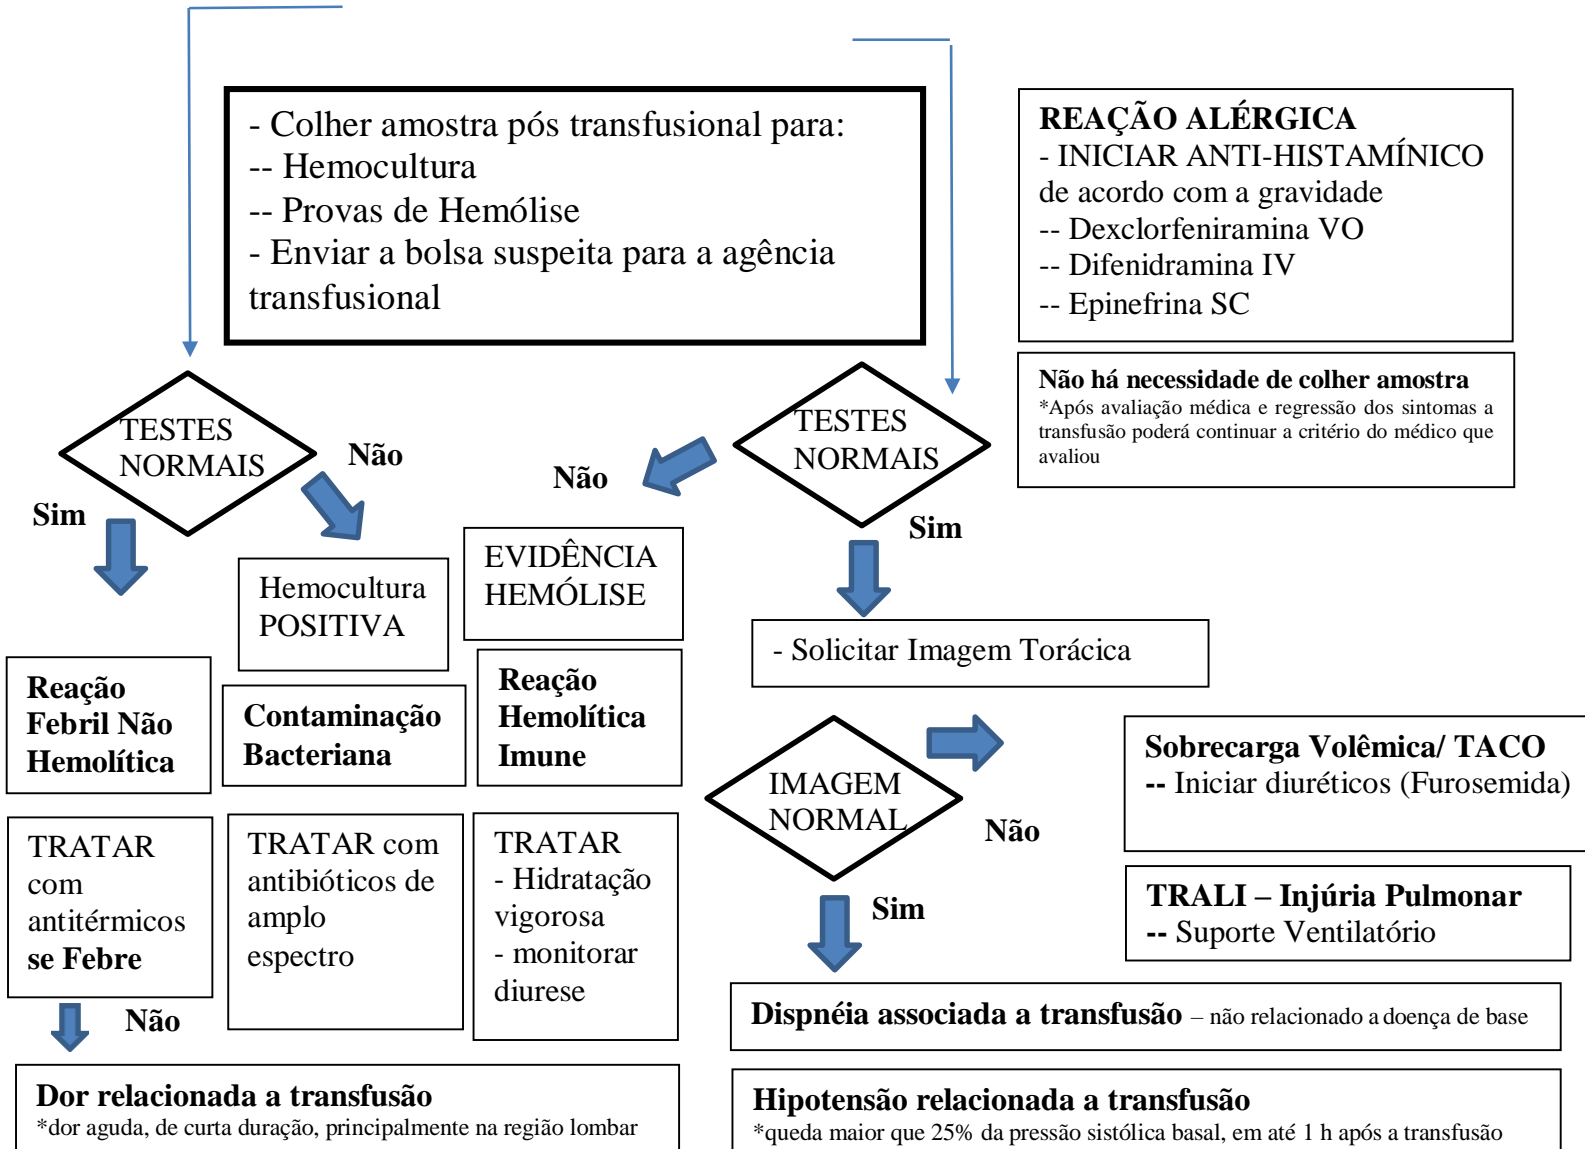 - Colher amostra pós transfusional para:
-- Hemocultura
-- Provas de Hemólise
- Enviar a bolsa suspeita para a agência
transfusional
REAÇÃO ALÉRGICA
- INICIAR ANTI-HISTAMÍNICO
de acordo com a gravidade
-- Dexclorfeniramina VO
-- Difenidramina IV
-- Epinefrina SC
Não há necessidade de colher amostra
*Após avaliação médica e regressão dos sintomas a
transfusão poderá continuar a critério do médico que
avaliou
TESTES
NORMAIS
Não
Sim
TESTES
NORMAIS
Não
Sim
Hemocultura
POSITIVA
EVIDÊNCIA
HEMÓLISE
- Solicitar Imagem Torácica
Reação
Febril Não
Hemolítica
Contaminação
Bacteriana
Reação
Hemolítica
Imune
IMAGEM
NORMAL
Não
Sim
Sobrecarga Volêmica/ TACO
-- Iniciar diuréticos (Furosemida)
TRALI – Injúria Pulmonar
-- Suporte Ventilatório
TRATAR
com
antitérmicos
se Febre
TRATAR com
antibióticos de
amplo
espectro
TRATAR
- Hidratação
vigorosa
- monitorar
diurese
Não
Dispnéia associada a transfusão – não relacionado a doença de base
Dor relacionada a transfusão
*dor aguda, de curta duração, principalmente na região lombar
Hipotensão relacionada a transfusão
*queda maior que 25% da pressão sistólica basal, em até 1 h após a transfusão